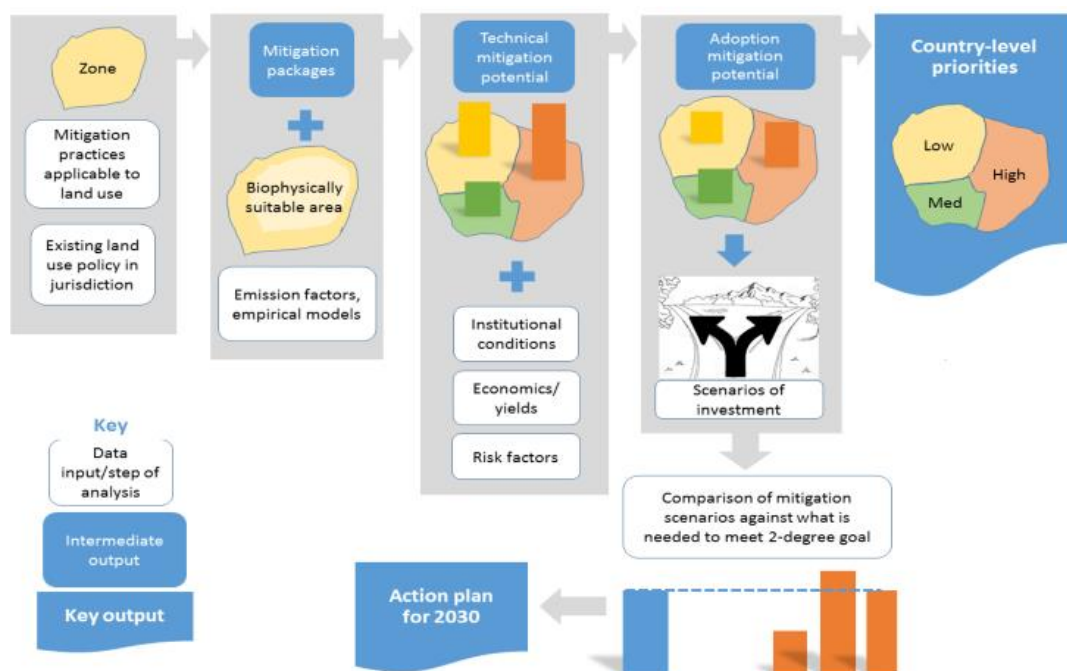 Zone
Mitigation
practices
applicable to
land use
Existing land
use policy in
jurisdiction
Mitigation
packages
Biophysically
suitable area
Emission factors,
empirical models
Technical
mitigation
potential
Institutional
conditions
Economics/
yields
Risk factors
Adoption
mitigation
potential
Scenarios of
investment
Country-level
priorities
Low
High
Med
Comparison of mitigation
scenarios against what is
needed to meet 2-degree goal
Action plan
for 2030
Key
Data
input/step of
analysis
Intermediate
output
Key output